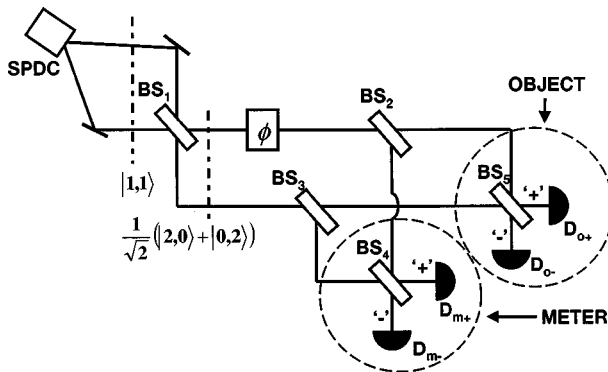 SPDC
BS1
ϕ
BS2
OBJECT
|1,1⟩
BS3
BS5
'+'
'-'
Do+
Do-
1/√2 (|2,0⟩+|0,2⟩)
BS4
'+'
'-'
Dm+
Dm-
METER